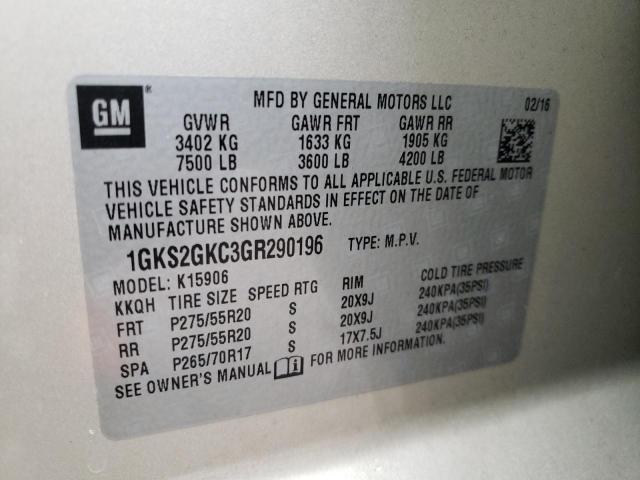 GM®
MFD BY GENERAL MOTORS LLC 02/16
GVWR GAWR FRT GAWR RR
3402 KG 1633 KG 1905 KG
7500 LB 3600 LB 4200 LB
THIS VEHICLE CONFORMS TO ALL APPLICABLE U.S. FEDERAL MOTOR
VEHICLE SAFETY STANDARDS IN EFFECT ON THE DATE OF
MANUFACTURE SHOWN ABOVE.
1GKS2GKC3GR290196 TYPE: M.P.V.
MODEL: K15906
KKQH TIRE SIZE SPEED RTG RIM COLD TIRE PRESSURE
FRT P275/55R20 S 20X9J 240KPA(35PSI)
RR P275/55R20 S 20X9J 240KPA(35PSI)
SPA P265/70R17 S 17X7.5J 240KPA(35PSI)
SEE OWNER'S MANUAL FOR MORE INFORMATION.